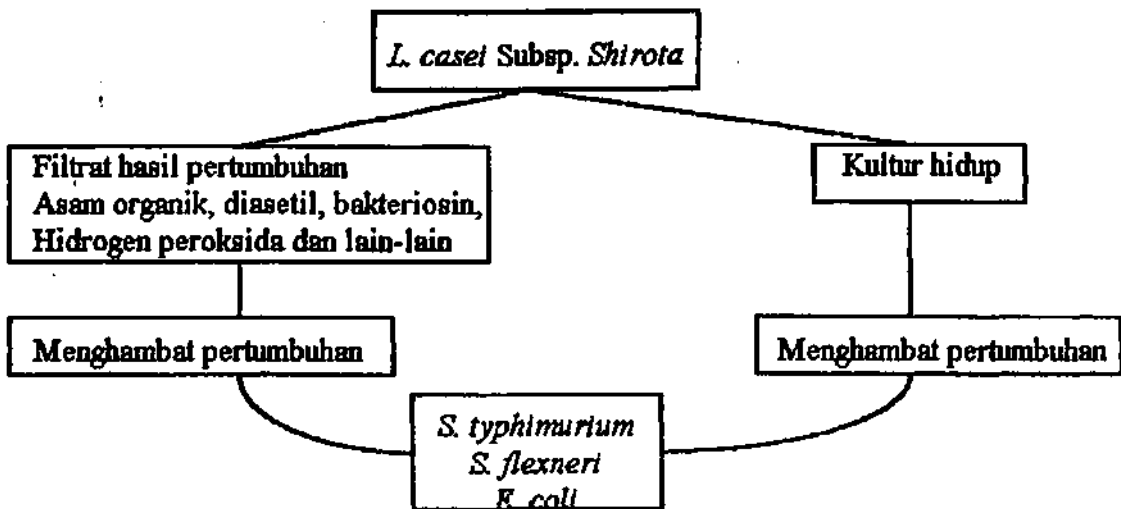 L. casei Subsp. Shirota
Filtrat hasil pertumbuhan
Asam organik, diasetil, bakteriosin,
Hidrogen peroksida dan lain-lain
Kultur hidup
Menghambat pertumbuhan
Menghambat pertumbuhan
S. typhimurium
S. flexneri
E. coli